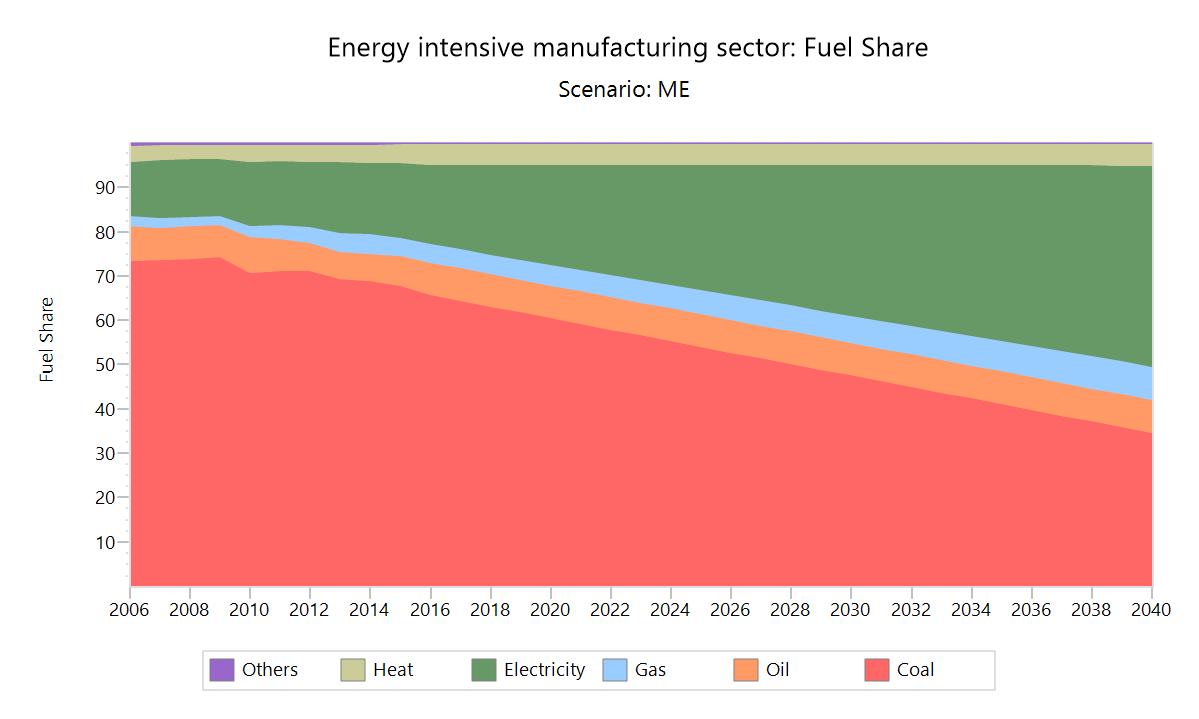 Energy intensive manufacturing sector: Fuel Share
Scenario: ME
Fuel Share
90
80
70
60
50
40
30
20
10
2006 2008 2010 2012 2014 2016 2018 2020 2022 2024 2026 2028 2030 2032 2034 2036 2038 2040
Others Heat Electricity Gas Oil Coal